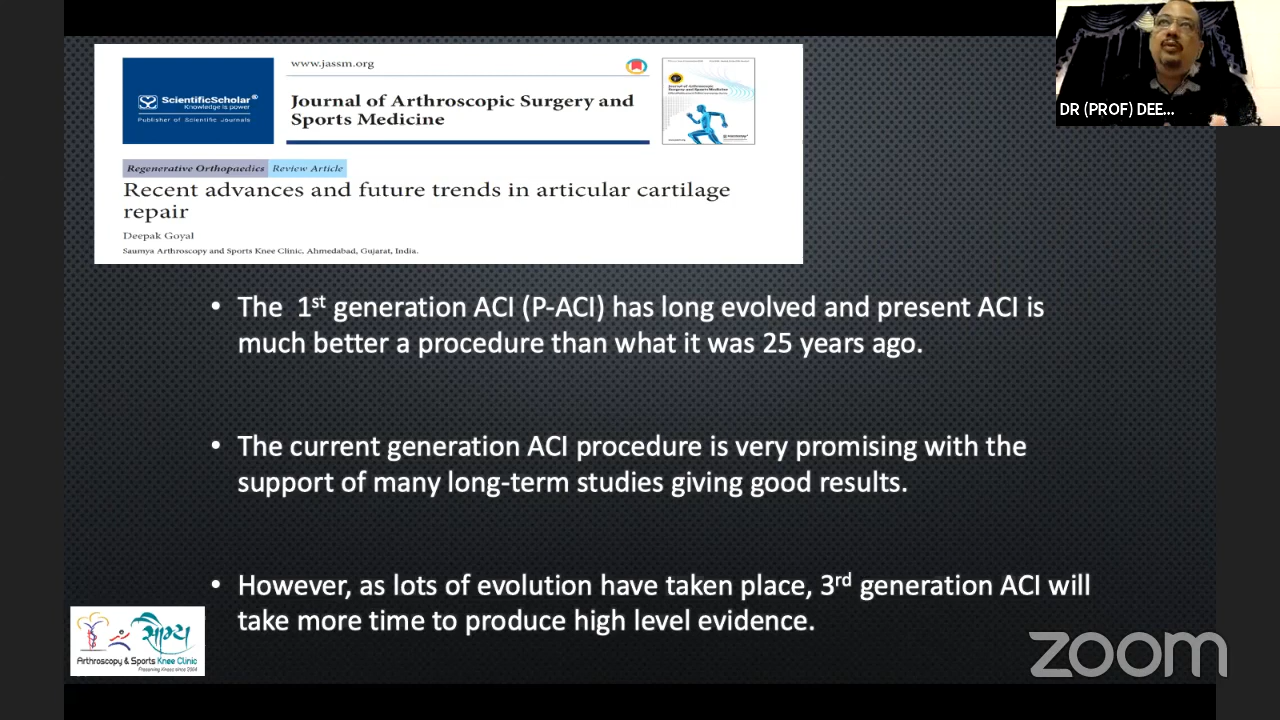 www.jassm.org
DR (PROF) DEE...
ScientificScholar®
Knowledge is power
Publisher of Scientific Journals
Journal of Arthroscopic Surgery and
Sports Medicine
Regenerative Orthopaedics Review Article
Recent advances and future trends in articular cartilage
repair
Deepak Goyal
Saumya Arthroscopy and Sports Knee Clinic, Ahmedabad, Gujarat, India.
• The 1st generation ACI (P-ACI) has long evolved and present ACI is
much better a procedure than what it was 25 years ago.
• The current generation ACI procedure is very promising with the
support of many long-term studies giving good results.
• However, as lots of evolution have taken place, 3rd generation ACI will
take more time to produce high level evidence.
સૌમ્ય
Arthroscopy & Sports Knee Clinic
Preserving Knees since 2004
zoom